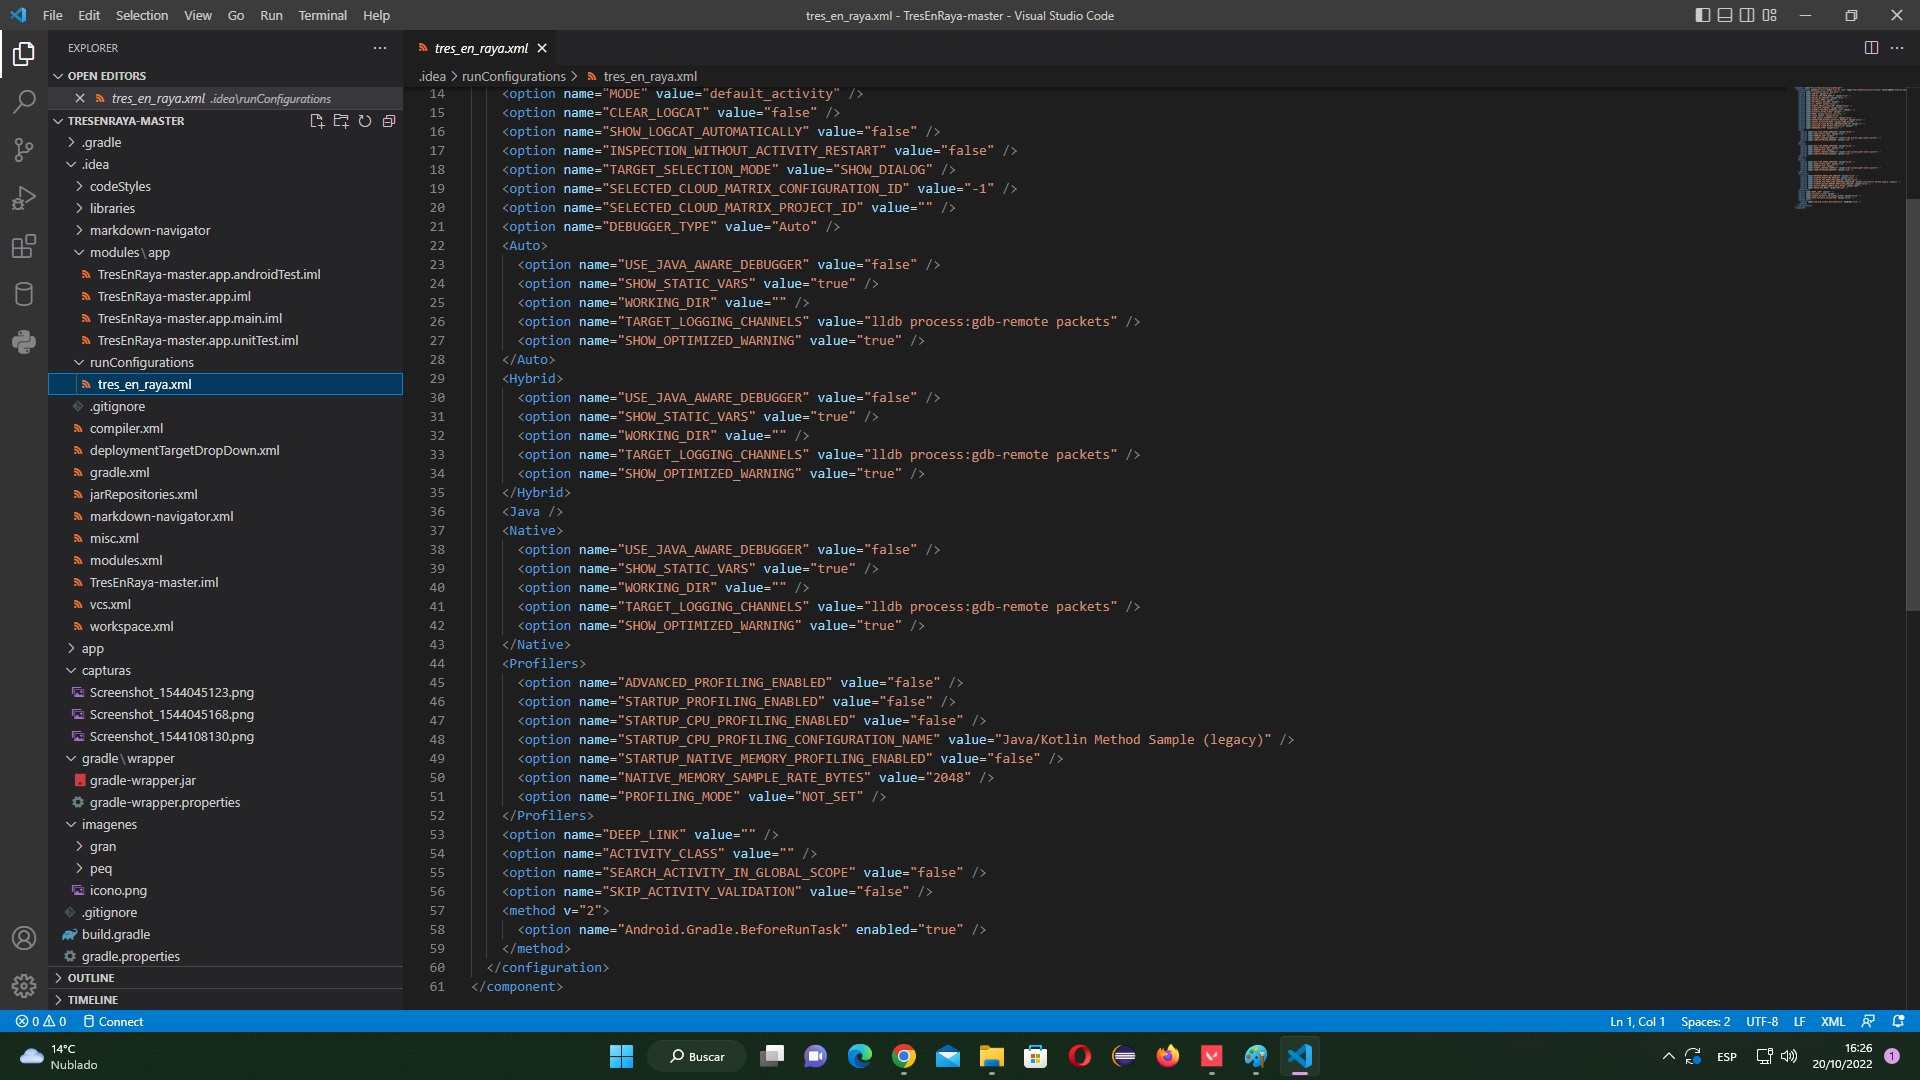 File Edit Selection View Go Run Terminal Help
tres_en_raya.xml - TresEnRaya-master - Visual Studio Code
EXPLORER
OPEN EDITORS
tres_en_raya.xml .idea\runConfigurations
TRESENRAYA-MASTER
.gradle
.idea
codeStyles
libraries
markdown-navigator
modules\app
TresEnRaya-master.app.androidTest.iml
TresEnRaya-master.app.iml
TresEnRaya-master.app.main.iml
TresEnRaya-master.app.unitTest.iml
runConfigurations
tres_en_raya.xml
.gitignore
compiler.xml
deploymentTargetDropDown.xml
gradle.xml
jarRepositories.xml
markdown-navigator.xml
misc.xml
modules.xml
TresEnRaya-master.iml
vcs.xml
workspace.xml
app
capturas
Screenshot_1544045123.png
Screenshot_1544045168.png
Screenshot_1544108130.png
gradle\wrapper
gradle-wrapper.jar
gradle-wrapper.properties
imagenes
gran
peq
icono.png
.gitignore
build.gradle
gradle.properties
OUTLINE
TIMELINE
tres_en_raya.xml
.idea > runConfigurations > tres_en_raya.xml
14 <option name="MODE" value="default_activity" />
15 <option name="CLEAR_LOGCAT" value="false" />
16 <option name="SHOW_LOGCAT_AUTOMATICALLY" value="false" />
17 <option name="INSPECTION_WITHOUT_ACTIVITY_RESTART" value="false" />
18 <option name="TARGET_SELECTION_MODE" value="SHOW_DIALOG" />
19 <option name="SELECTED_CLOUD_MATRIX_CONFIGURATION_ID" value="-1" />
20 <option name="SELECTED_CLOUD_MATRIX_PROJECT_ID" value="" />
21 <option name="DEBUGGER_TYPE" value="Auto" />
22 <Auto>
23 <option name="USE_JAVA_AWARE_DEBUGGER" value="false" />
24 <option name="SHOW_STATIC_VARS" value="true" />
25 <option name="WORKING_DIR" value="" />
26 <option name="TARGET_LOGGING_CHANNELS" value="lldb process:gdb-remote packets" />
27 <option name="SHOW_OPTIMIZED_WARNING" value="true" />
28 </Auto>
29 <Hybrid>
30 <option name="USE_JAVA_AWARE_DEBUGGER" value="false" />
31 <option name="SHOW_STATIC_VARS" value="true" />
32 <option name="WORKING_DIR" value="" />
33 <option name="TARGET_LOGGING_CHANNELS" value="lldb process:gdb-remote packets" />
34 <option name="SHOW_OPTIMIZED_WARNING" value="true" />
35 </Hybrid>
36 <Java />
37 <Native>
38 <option name="USE_JAVA_AWARE_DEBUGGER" value="false" />
39 <option name="SHOW_STATIC_VARS" value="true" />
40 <option name="WORKING_DIR" value="" />
41 <option name="TARGET_LOGGING_CHANNELS" value="lldb process:gdb-remote packets" />
42 <option name="SHOW_OPTIMIZED_WARNING" value="true" />
43 </Native>
44 <Profilers>
45 <option name="ADVANCED_PROFILING_ENABLED" value="false" />
46 <option name="STARTUP_PROFILING_ENABLED" value="false" />
47 <option name="STARTUP_CPU_PROFILING_ENABLED" value="false" />
48 <option name="STARTUP_CPU_PROFILING_CONFIGURATION_NAME" value="Java/Kotlin Method Sample (legacy)" />
49 <option name="STARTUP_NATIVE_MEMORY_PROFILING_ENABLED" value="false" />
50 <option name="NATIVE_MEMORY_SAMPLE_RATE_BYTES" value="2048" />
51 <option name="PROFILING_MODE" value="NOT_SET" />
52 </Profilers>
53 <option name="DEEP_LINK" value="" />
54 <option name="ACTIVITY_CLASS" value="" />
55 <option name="SEARCH_ACTIVITY_IN_GLOBAL_SCOPE" value="false" />
56 <option name="SKIP_ACTIVITY_VALIDATION" value="false" />
57 <method v="2">
58 <option name="Android.Gradle.BeforeRunTask" enabled="true" />
59 </method>
60 </configuration>
61 </component>
0 0 Connect
Ln 1, Col 1 Spaces: 2 UTF-8 LF XML
14°C
Nublado
Buscar
ESP
16:26
20/10/2022
1